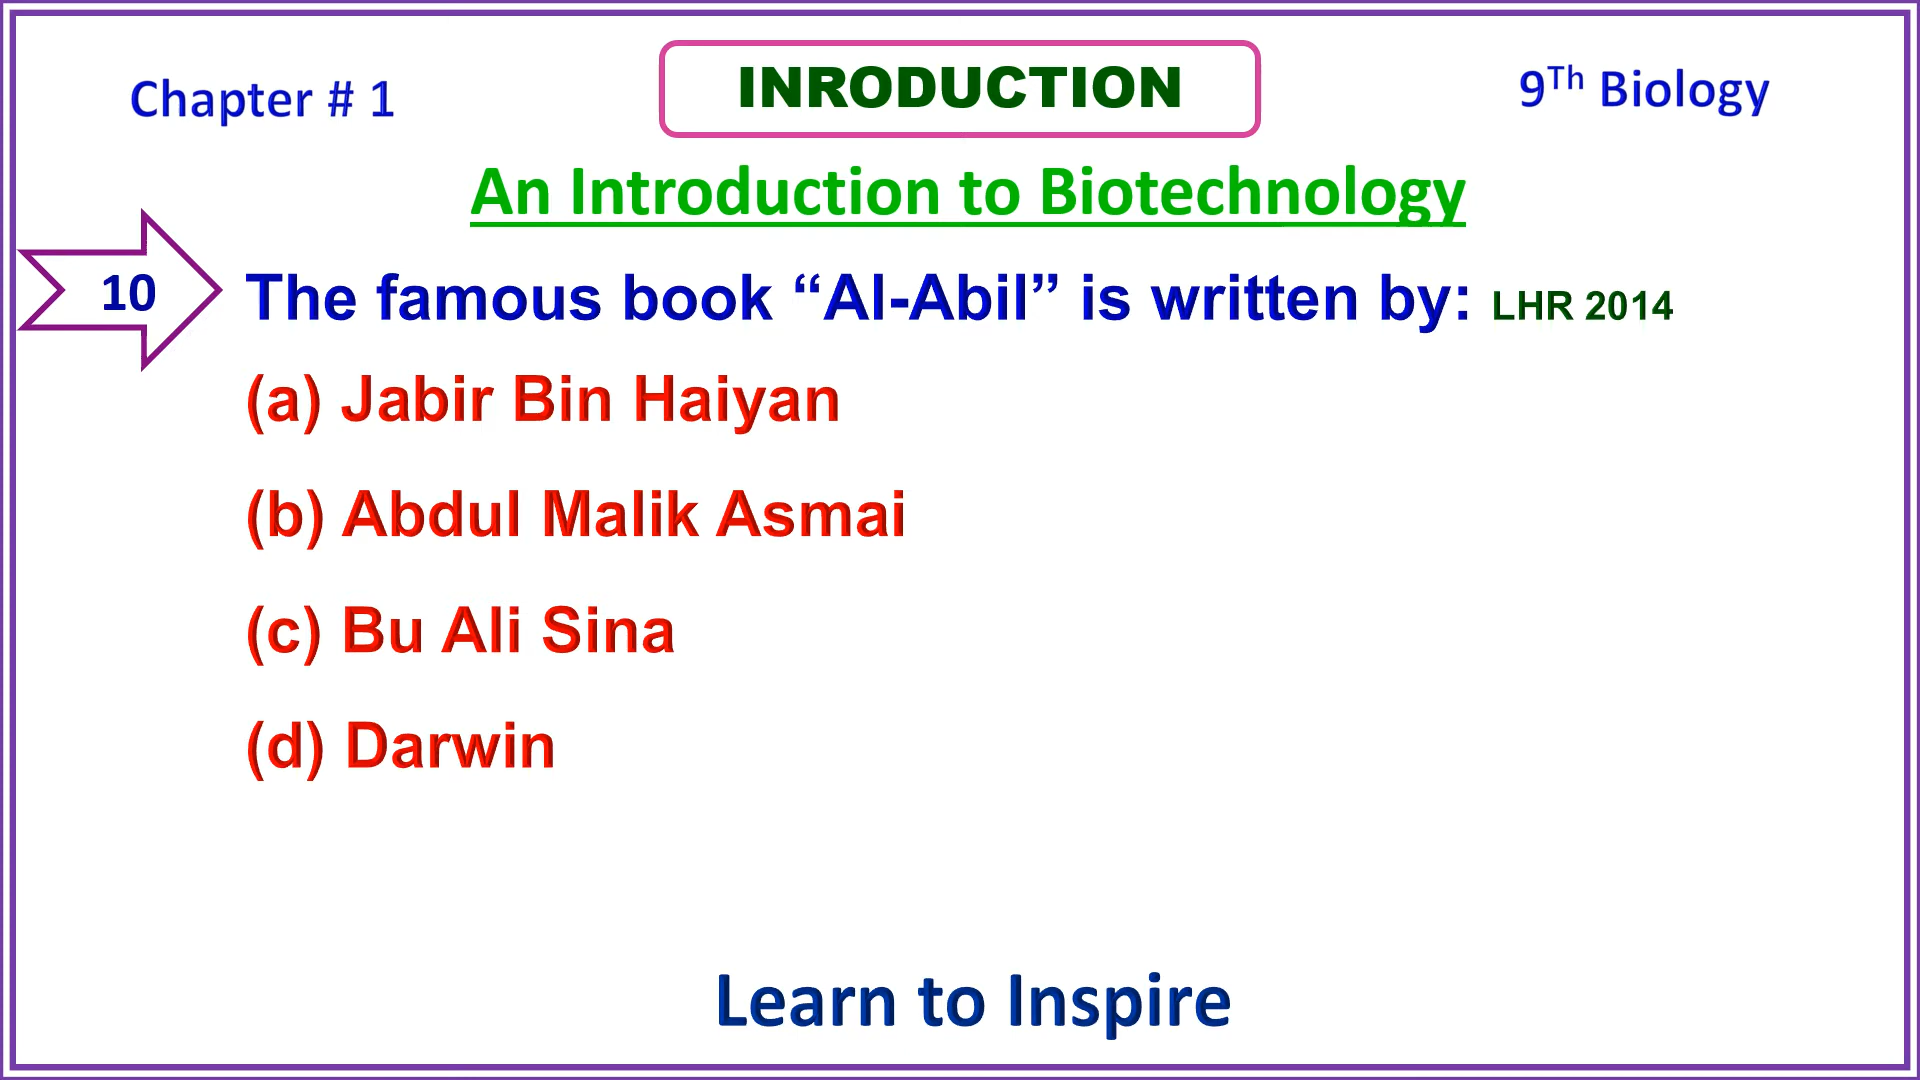 Chapter # 1
INRODUCTION
9Th Biology
An Introduction to Biotechnology
10
The famous book “Al-Abil” is written by: LHR 2014
(a) Jabir Bin Haiyan
(b) Abdul Malik Asmai
(c) Bu Ali Sina
(d) Darwin
Learn to Inspire